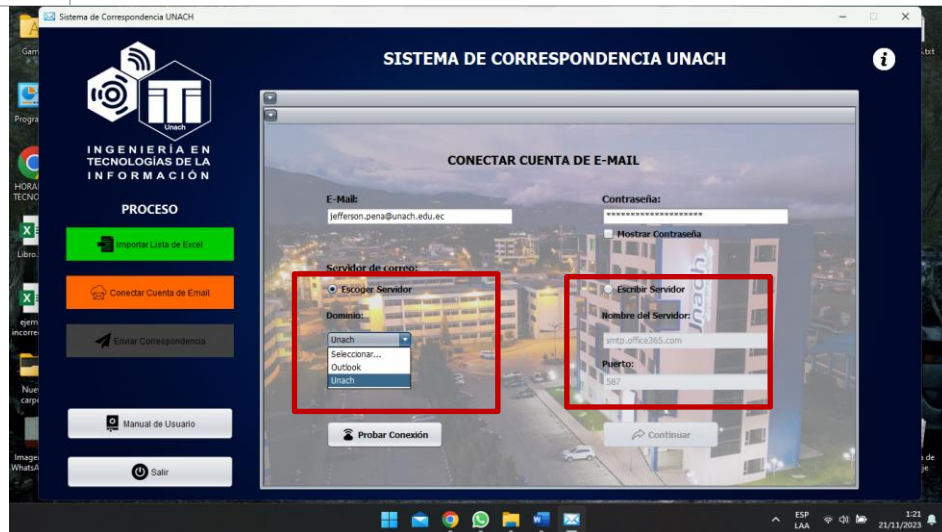 Sistema de Correspondencia UNACH
SISTEMA DE CORRESPONDENCIA UNACH
i
iTi
Unach
INGENIERÍA EN
TECNOLOGÍAS DE LA
INFORMACIÓN
PROCESO
Importar Lista de Excel
Conectar Cuenta de Email
Enviar Correspondencia
Manual de Usuario
Salir
CONECTAR CUENTA DE E-MAIL
E-Mail:
jefferson.pena@unach.edu.ec
Contraseña:
********************
Mostrar Contraseña
Servidor de correo:
Escoger Servidor
Dominio:
Unach
Seleccionar...
Outlook
Unach
Escribir Servidor
Nombre del Servidor:
smtp.office365.com
Puerto:
587
Probar Conexión
Continuar
unach
Libro.
ESP
LAA
1:21
21/11/2023